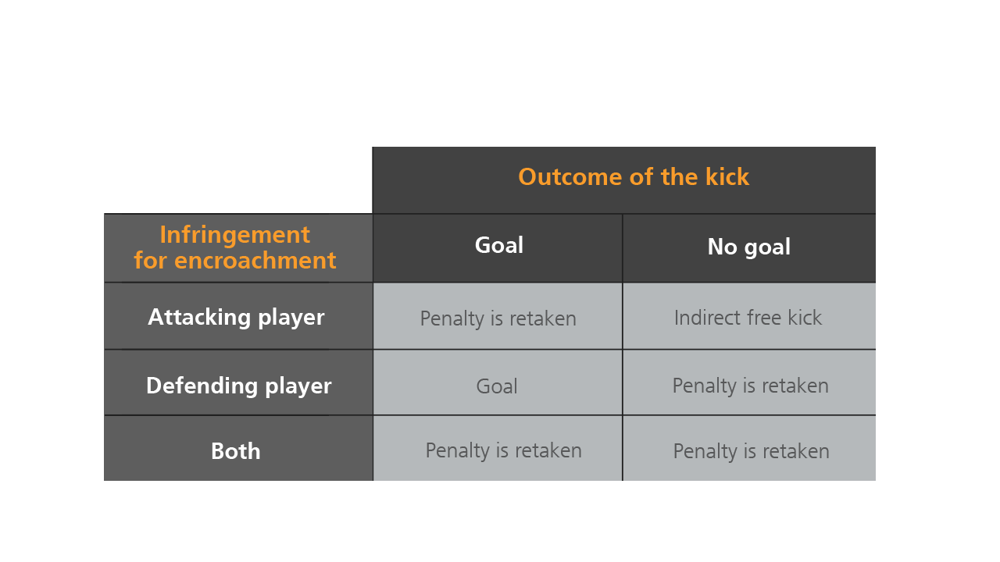 Outcome of the kick
Infringement
for encroachment
Goal
No goal
Attacking player
Penalty is retaken
Indirect free kick
Defending player
Goal
Penalty is retaken
Both
Penalty is retaken
Penalty is retaken